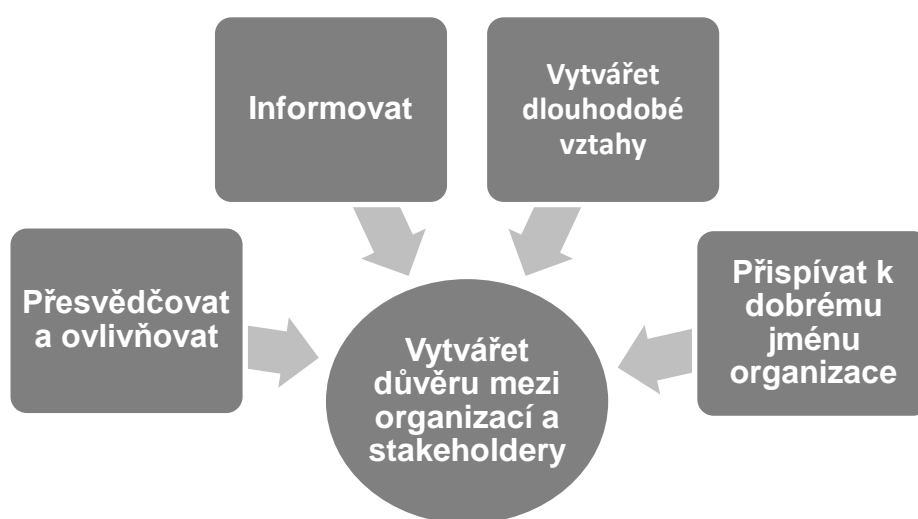 Informovat
Vytvářet
dlouhodobé
vztahy
Přesvědčovat
a ovlivňovat
Přispívat k
dobrému
jménu
organizace
Vytvářet
důvěru mezi
organizací a
stakeholdery